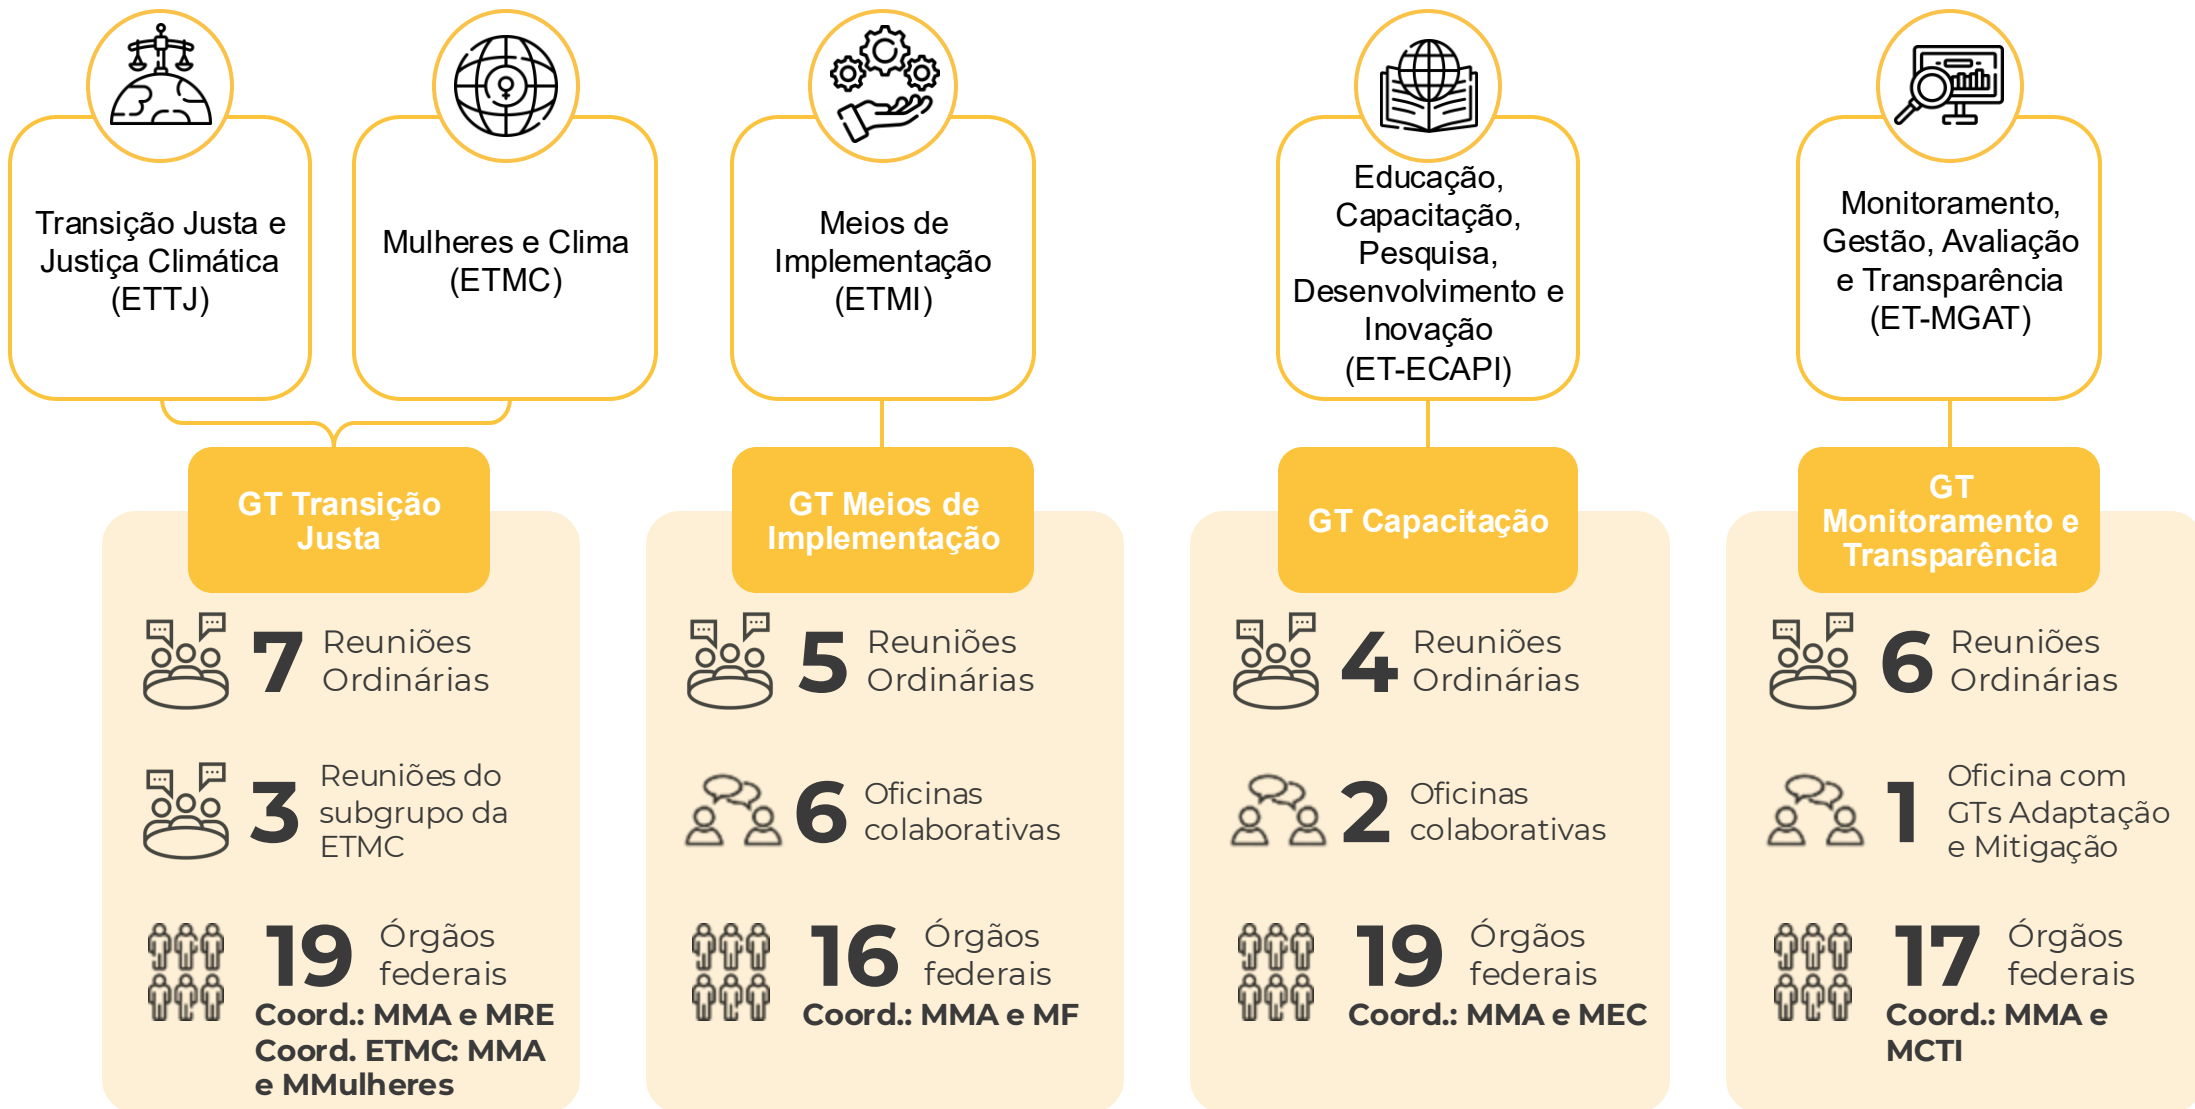 Transição Justa e
Justiça Climática
(ETTJ)
Mulheres e Clima
(ETMC)
Meios de
Implementação
(ETMI)
Educação,
Capacitação,
Pesquisa,
Desenvolvimento e
Inovação
(ET-ECAPI)
Monitoramento,
Gestão, Avaliação
e Transparência
(ET-MGAT)
GT Transição
Justa
7 Reuniões
Ordinárias
3 Reuniões do
subgrupo da
ETMC
19 Órgãos
federais
Coord.: MMA e MRE
Coord. ETMC: MMA
e MMulheres
GT Meios de
Implementação
5 Reuniões
Ordinárias
6 Oficinas
colaborativas
16 Órgãos
federais
Coord.: MMA e MF
GT Capacitação
4 Reuniões
Ordinárias
2 Oficinas
colaborativas
19 Órgãos
federais
Coord.: MMA e MEC
GT
Monitoramento e
Transparência
6 Reuniões
Ordinárias
1 Oficina com
GTs Adaptação
e Mitigação
17 Órgãos
federais
Coord.: MMA e
MCTI